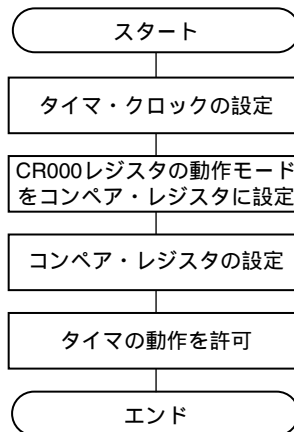 スタート
タイマ・クロックの設定
CR000レジスタの動作モード
をコンペア・レジスタに設定
コンペア・レジスタの設定
タイマの動作を許可
エンド